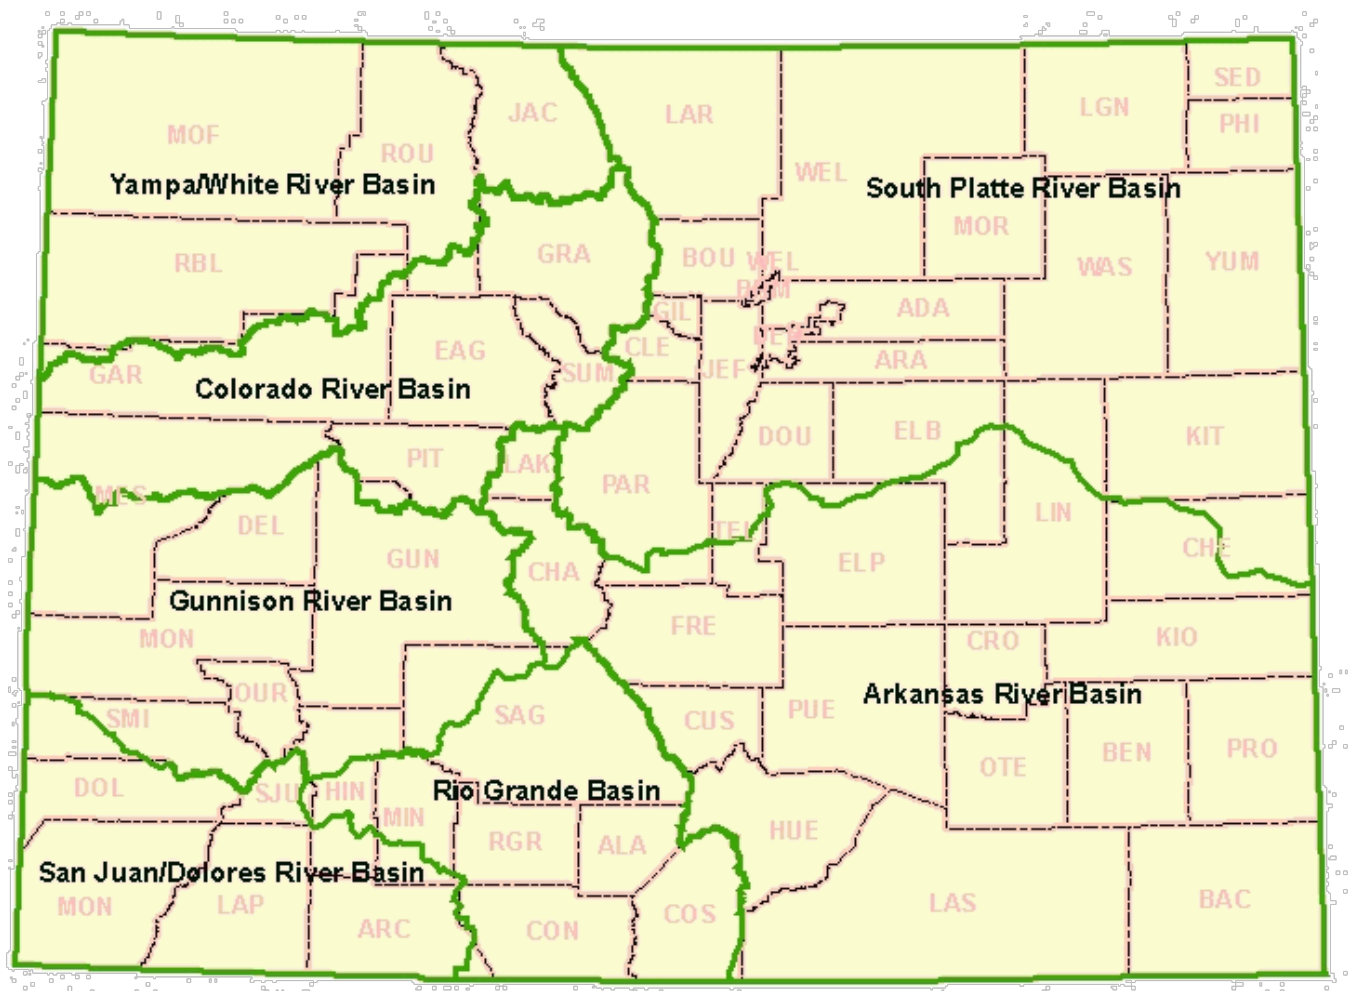 SED
LGN
JAC
LAR
PHI
MOF
ROU
WEL
Yampa/White River Basin
South Platte River Basin
MOR
GRA
BOU
WEL
RBL
WAS
YUM
GIL
ADA
CLE
EAG
JEF
ARA
SUM
GAR
Colorado River Basin
DOU
ELB
KIT
PIT
LAK
PAR
MES
LIN
DEL
TEL
CHE
GUN
CHA
ELP
Gunnison River Basin
FRE
MON
CRO
KIO
OUR
Arkansas River Basin
SMI
SAG
CUS
PUE
BEN
PRO
OTE
DOL
SJU
HIN
Rio Grande Basin
MIN
HUE
RGR
ALA
San Juan/Dolores River Basin
MON
LAP
COS
LAS
BAC
ARC
CON